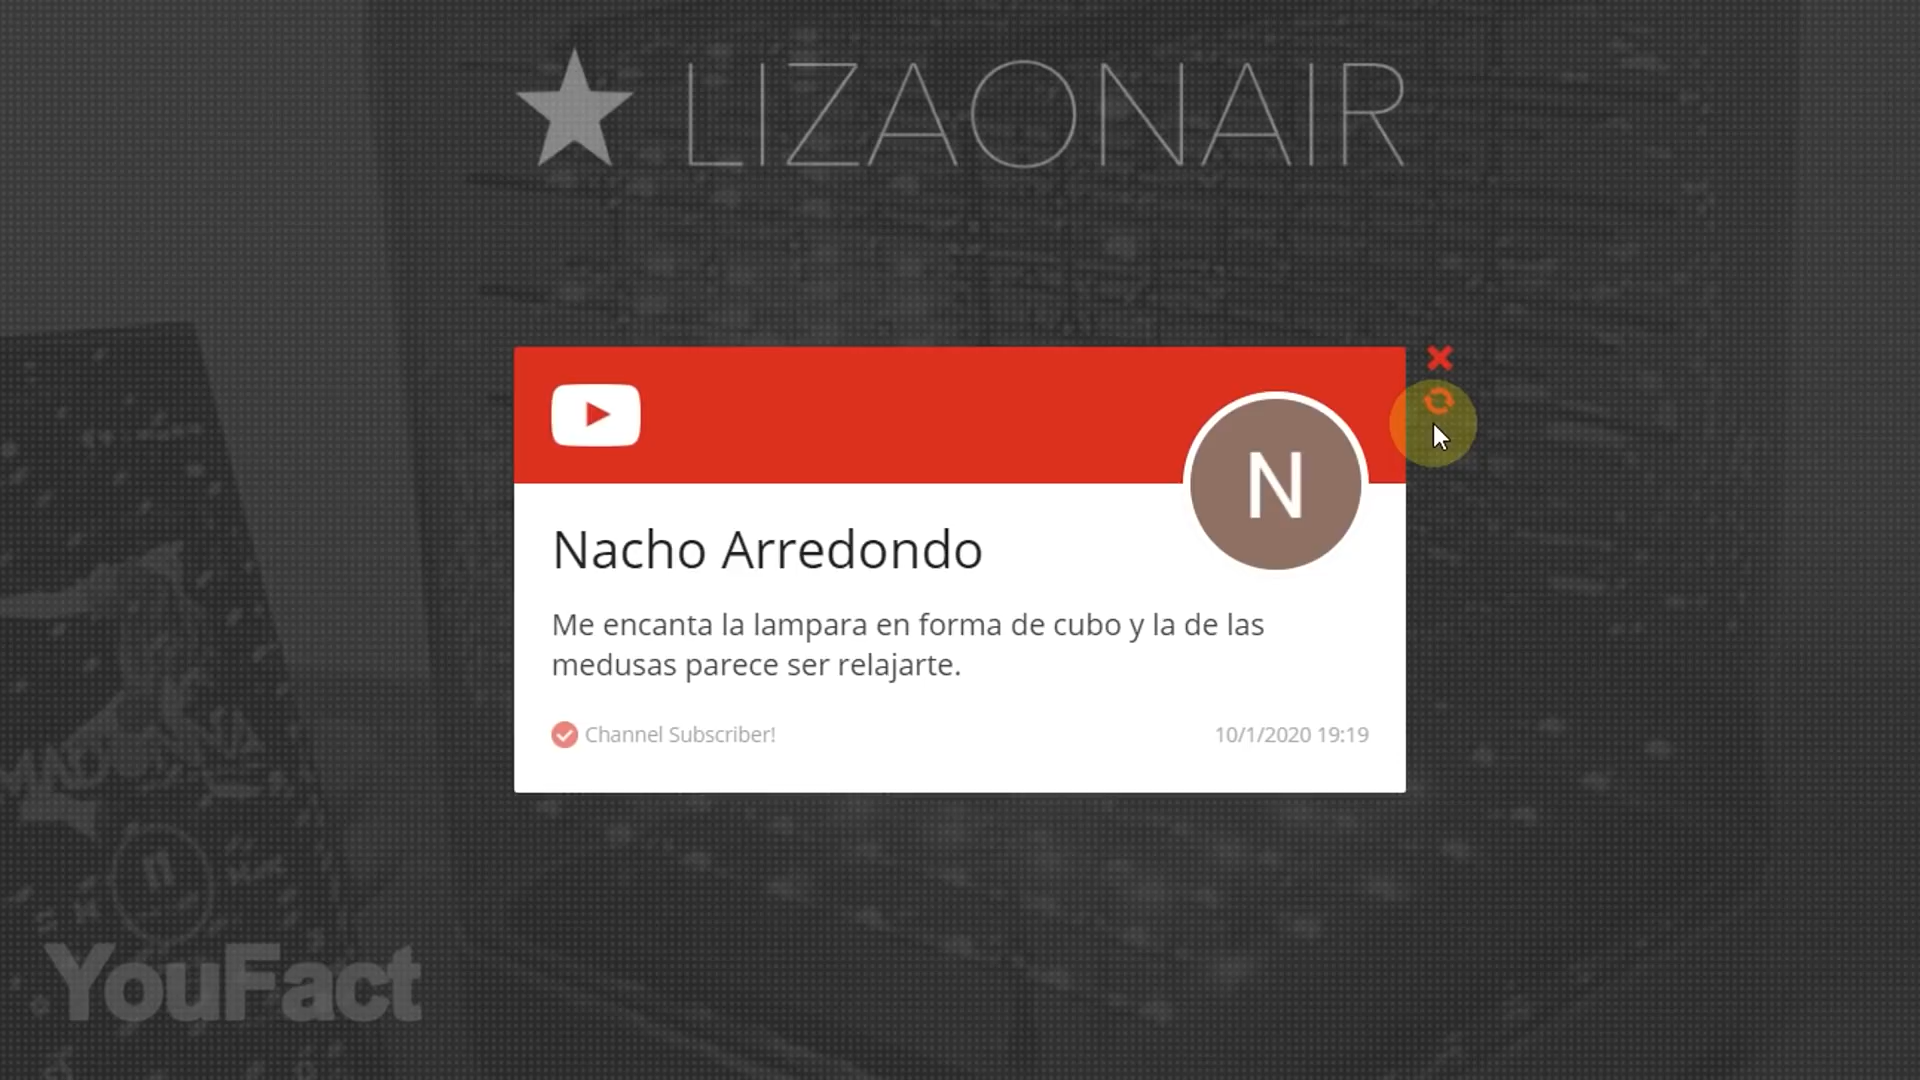 LIZAONAIR
N
Nacho Arredondo
Me encanta la lampara en forma de cubo y la de las
medusas parece ser relajarte.
Channel Subscriber!
10/1/2020 19:19
YouFact